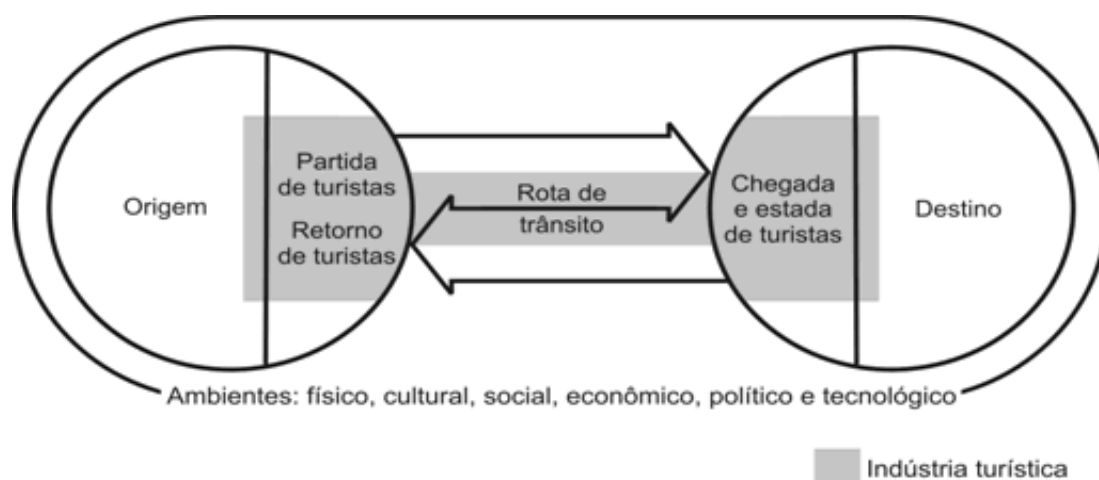 Origem
Partida
de turistas
Retorno
de turistas
Rota de
trânsito
Chegada
e estada
de turistas
Destino
Ambientes: físico, cultural, social, econômico, político e tecnológico
Indústria turística